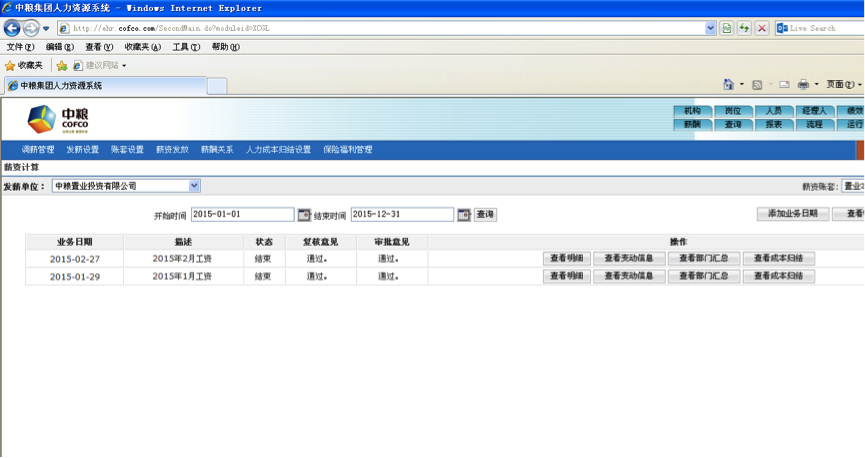 中粮集团人力资源系统 - Windows Internet Explorer
http://ehr.cofco.com/SecondMain.do?moduleid=XCGL
Live Search
文件(F) 编辑(E) 查看(V) 收藏夹(A) 工具(T) 帮助(H)
收藏夹 建议网站
中粮集团人力资源系统 页面(P)
中粮
COFCO
机构 岗位 人员 经理人 绩效
薪酬 查询 报表 流程 运行
调薪管理 发薪设置 账套设置 薪资发放 薪酬关系 人力成本归结设置 保险福利管理
薪资计算
发薪单位: 中粮置业投资有限公司 薪资账套: 置业2
开始时间 2015-01-01 结束时间 2015-12-31 查询 添加业务日期 查看
业务日期 描述 状态 复核意见 审批意见 操作
2015-02-27 2015年2月工资 结束 通过。 通过。 查看明细 查看变动信息 查看部门汇总 查看成本归结
2015-01-29 2015年1月工资 结束 通过。 通过。 查看明细 查看变动信息 查看部门汇总 查看成本归结